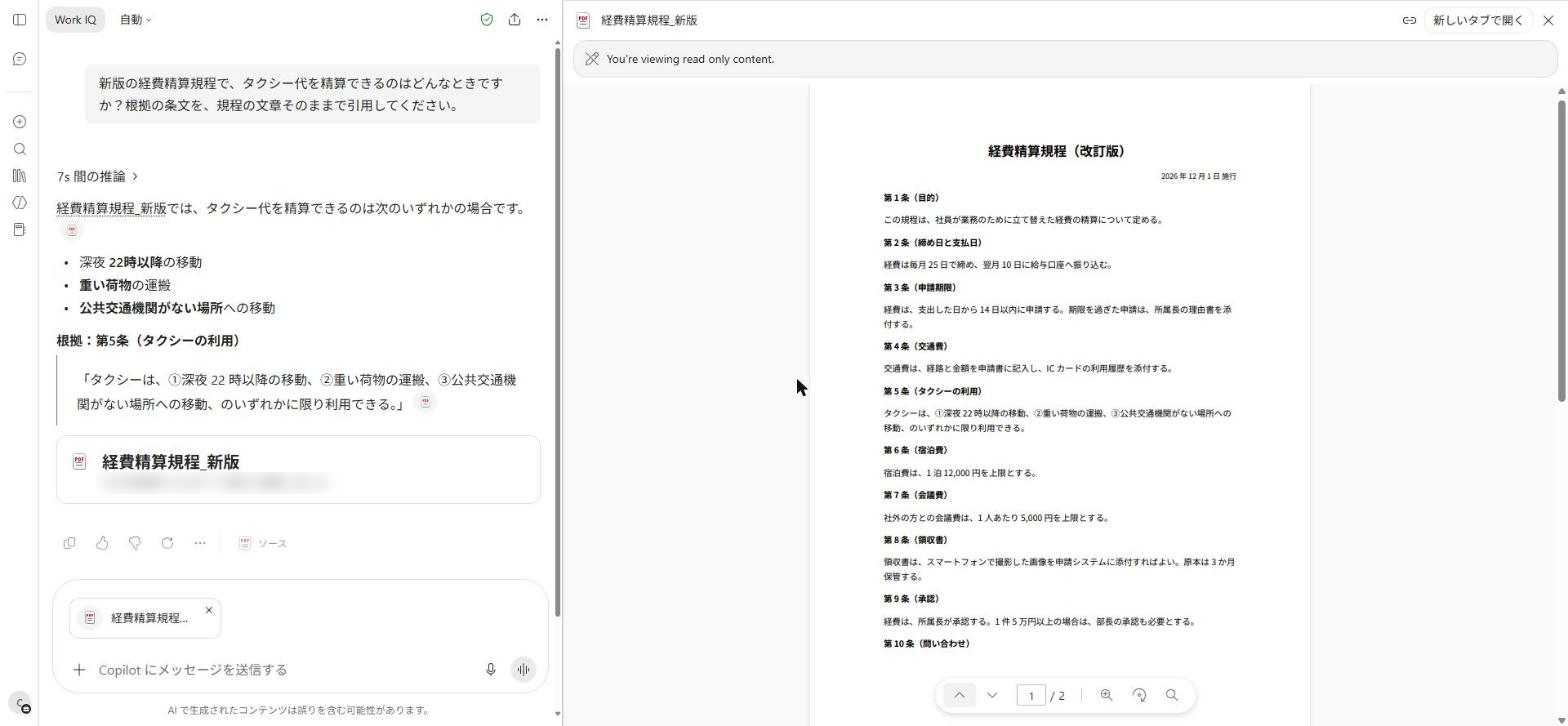 Work IQ
自動
新版の経費精算規程で、タクシー代を精算できるのはどんなときです
か？根拠の条文を、規程の文章そのままで引用してください。
7s 間の推論
経費精算規程_新版では、タクシー代を精算できるのは次のいずれかの場合です。
PDF
• 深夜 22時以降の移動
• 重い荷物の運搬
• 公共交通機関がない場所への移動
根拠：第5条（タクシーの利用）
「タクシーは、①深夜 22 時以降の移動、②重い荷物の運搬、③公共交通機
関がない場所への移動、のいずれかに限り利用できる。」
PDF
PDF
経費精算規程_新版
PDF
ソース
PDF
経費精算規程...
Copilot にメッセージを送信する
AI で生成されたコンテンツは誤りを含む可能性があります。
C
PDF
経費精算規程_新版
新しいタブで開く
You're viewing read only content.
経費精算規程（改訂版）
2026 年 12 月 1 日 施行
第 1 条（目的）
この規程は、社員が業務のために立て替えた経費の精算について定める。
第 2 条（締め日と支払日）
経費は毎月 25 日で締め、翌月 10 日に給与口座へ振り込む。
第 3 条（申請期限）
経費は、支出した日から 14 日以内に申請する。期限を過ぎた申請は、所属長の理由書を添
付する。
第 4 条（交通費）
交通費は、経路と金額を申請書に記入し、IC カードの利用履歴を添付する。
第 5 条（タクシーの利用）
タクシーは、①深夜 22 時以降の移動、②重い荷物の運搬、③公共交通機関がない場所への
移動、のいずれかに限り利用できる。
第 6 条（宿泊費）
宿泊費は、1 泊 12,000 円を上限とする。
第 7 条（会議費）
社外の方との会議費は、1 人あたり 5,000 円を上限とする。
第 8 条（領収書）
領収書は、スマートフォンで撮影した画像を申請システムに添付すればよい。原本は 3 か月
保管する。
第 9 条（承認）
経費は、所属長が承認する。1 件 5 万円以上の場合は、部長の承認も必要とする。
第 10 条（問い合わせ）
1 / 2